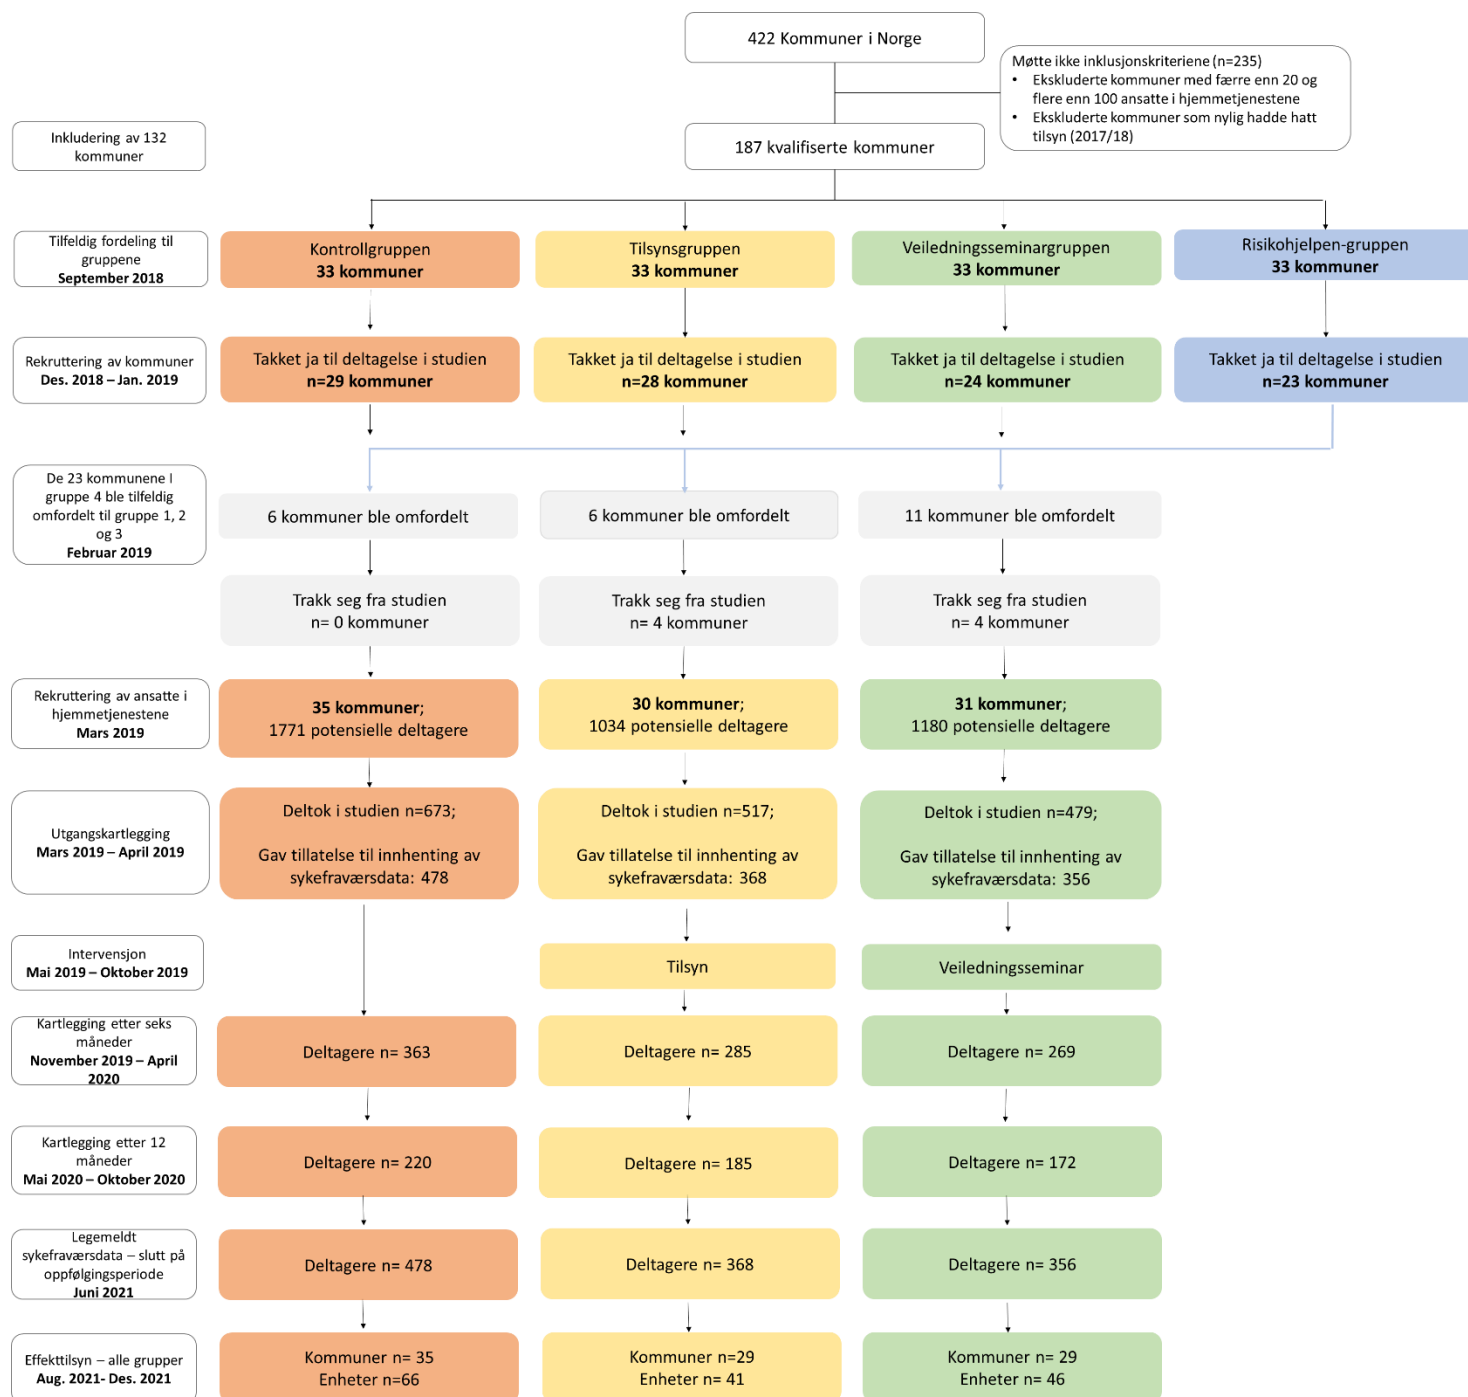 422 Kommuner i Norge
Møtte ikke inklusjonskriteriene (n=235)
• Ekskluderte kommuner med færre enn 20 og
flere enn 100 ansatte i hjemmetjenestene
• Ekskluderte kommuner som nylig hadde hatt
tilsyn (2017/18)
Inkludering av 132
kommuner
187 kvalifiserte kommuner
Tilfeldig fordeling til
gruppene
September 2018
Kontrollgruppen
33 kommuner
Tilsynsgruppen
33 kommuner
Veiledningsseminargruppen
33 kommuner
Risikohjelpen-gruppen
33 kommuner
Rekruttering av kommuner
Des. 2018 – Jan. 2019
Takket ja til deltagelse i studien
n=29 kommuner
Takket ja til deltagelse i studien
n=28 kommuner
Takket ja til deltagelse i studien
n=24 kommuner
Takket ja til deltagelse i studien
n=23 kommuner
De 23 kommunene I
gruppe 4 ble tilfeldig
omfordelt til gruppe 1, 2
og 3
Februar 2019
6 kommuner ble omfordelt
6 kommuner ble omfordelt
11 kommuner ble omfordelt
Trakk seg fra studien
n= 0 kommuner
Trakk seg fra studien
n= 4 kommuner
Trakk seg fra studien
n= 4 kommuner
Rekruttering av ansatte i
hjemmetjenestene
Mars 2019
35 kommuner;
1771 potensielle deltagere
30 kommuner;
1034 potensielle deltagere
31 kommuner;
1180 potensielle deltagere
Utgangskartlegging
Mars 2019 – April 2019
Deltok i studien n=673;
Gav tillatelse til innhenting av
sykefraværsdata: 478
Deltok i studien n=517;
Gav tillatelse til innhenting av
sykefraværsdata: 368
Deltok i studien n=479;
Gav tillatelse til innhenting av
sykefraværsdata: 356
Intervensjon
Mai 2019 – Oktober 2019
Tilsyn
Veiledningsseminar
Kartlegging etter seks
måneder
November 2019 – April
2020
Deltagere n= 363
Deltagere n= 285
Deltagere n= 269
Kartlegging etter 12
måneder
Mai 2020 – Oktober 2020
Deltagere n= 220
Deltagere n= 185
Deltagere n= 172
Legemeldt
sykefraværsdata – slutt på
oppfølgingsperiode
Juni 2021
Deltagere n= 478
Deltagere n= 368
Deltagere n= 356
Effekttilsyn – alle grupper
Aug. 2021- Des. 2021
Kommuner n= 35
Enheter n=66
Kommuner n=29
Enheter n= 41
Kommuner n= 29
Enheter n= 46